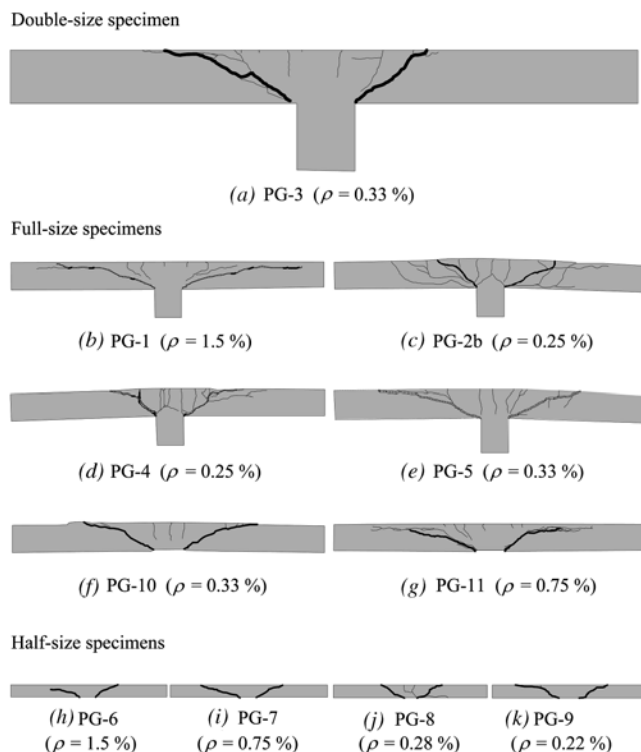 Double-size specimen
(a) PG-3 (ρ = 0.33 %)
Full-size specimens
(b) PG-1 (ρ = 1.5 %)
(c) PG-2b (ρ = 0.25 %)
(d) PG-4 (ρ = 0.25 %)
(e) PG-5 (ρ = 0.33 %)
(f) PG-10 (ρ = 0.33 %)
(g) PG-11 (ρ = 0.75 %)
Half-size specimens
(h) PG-6
(ρ = 1.5 %)
(i) PG-7
(ρ = 0.75 %)
(j) PG-8
(ρ = 0.28 %)
(k) PG-9
(ρ = 0.22 %)